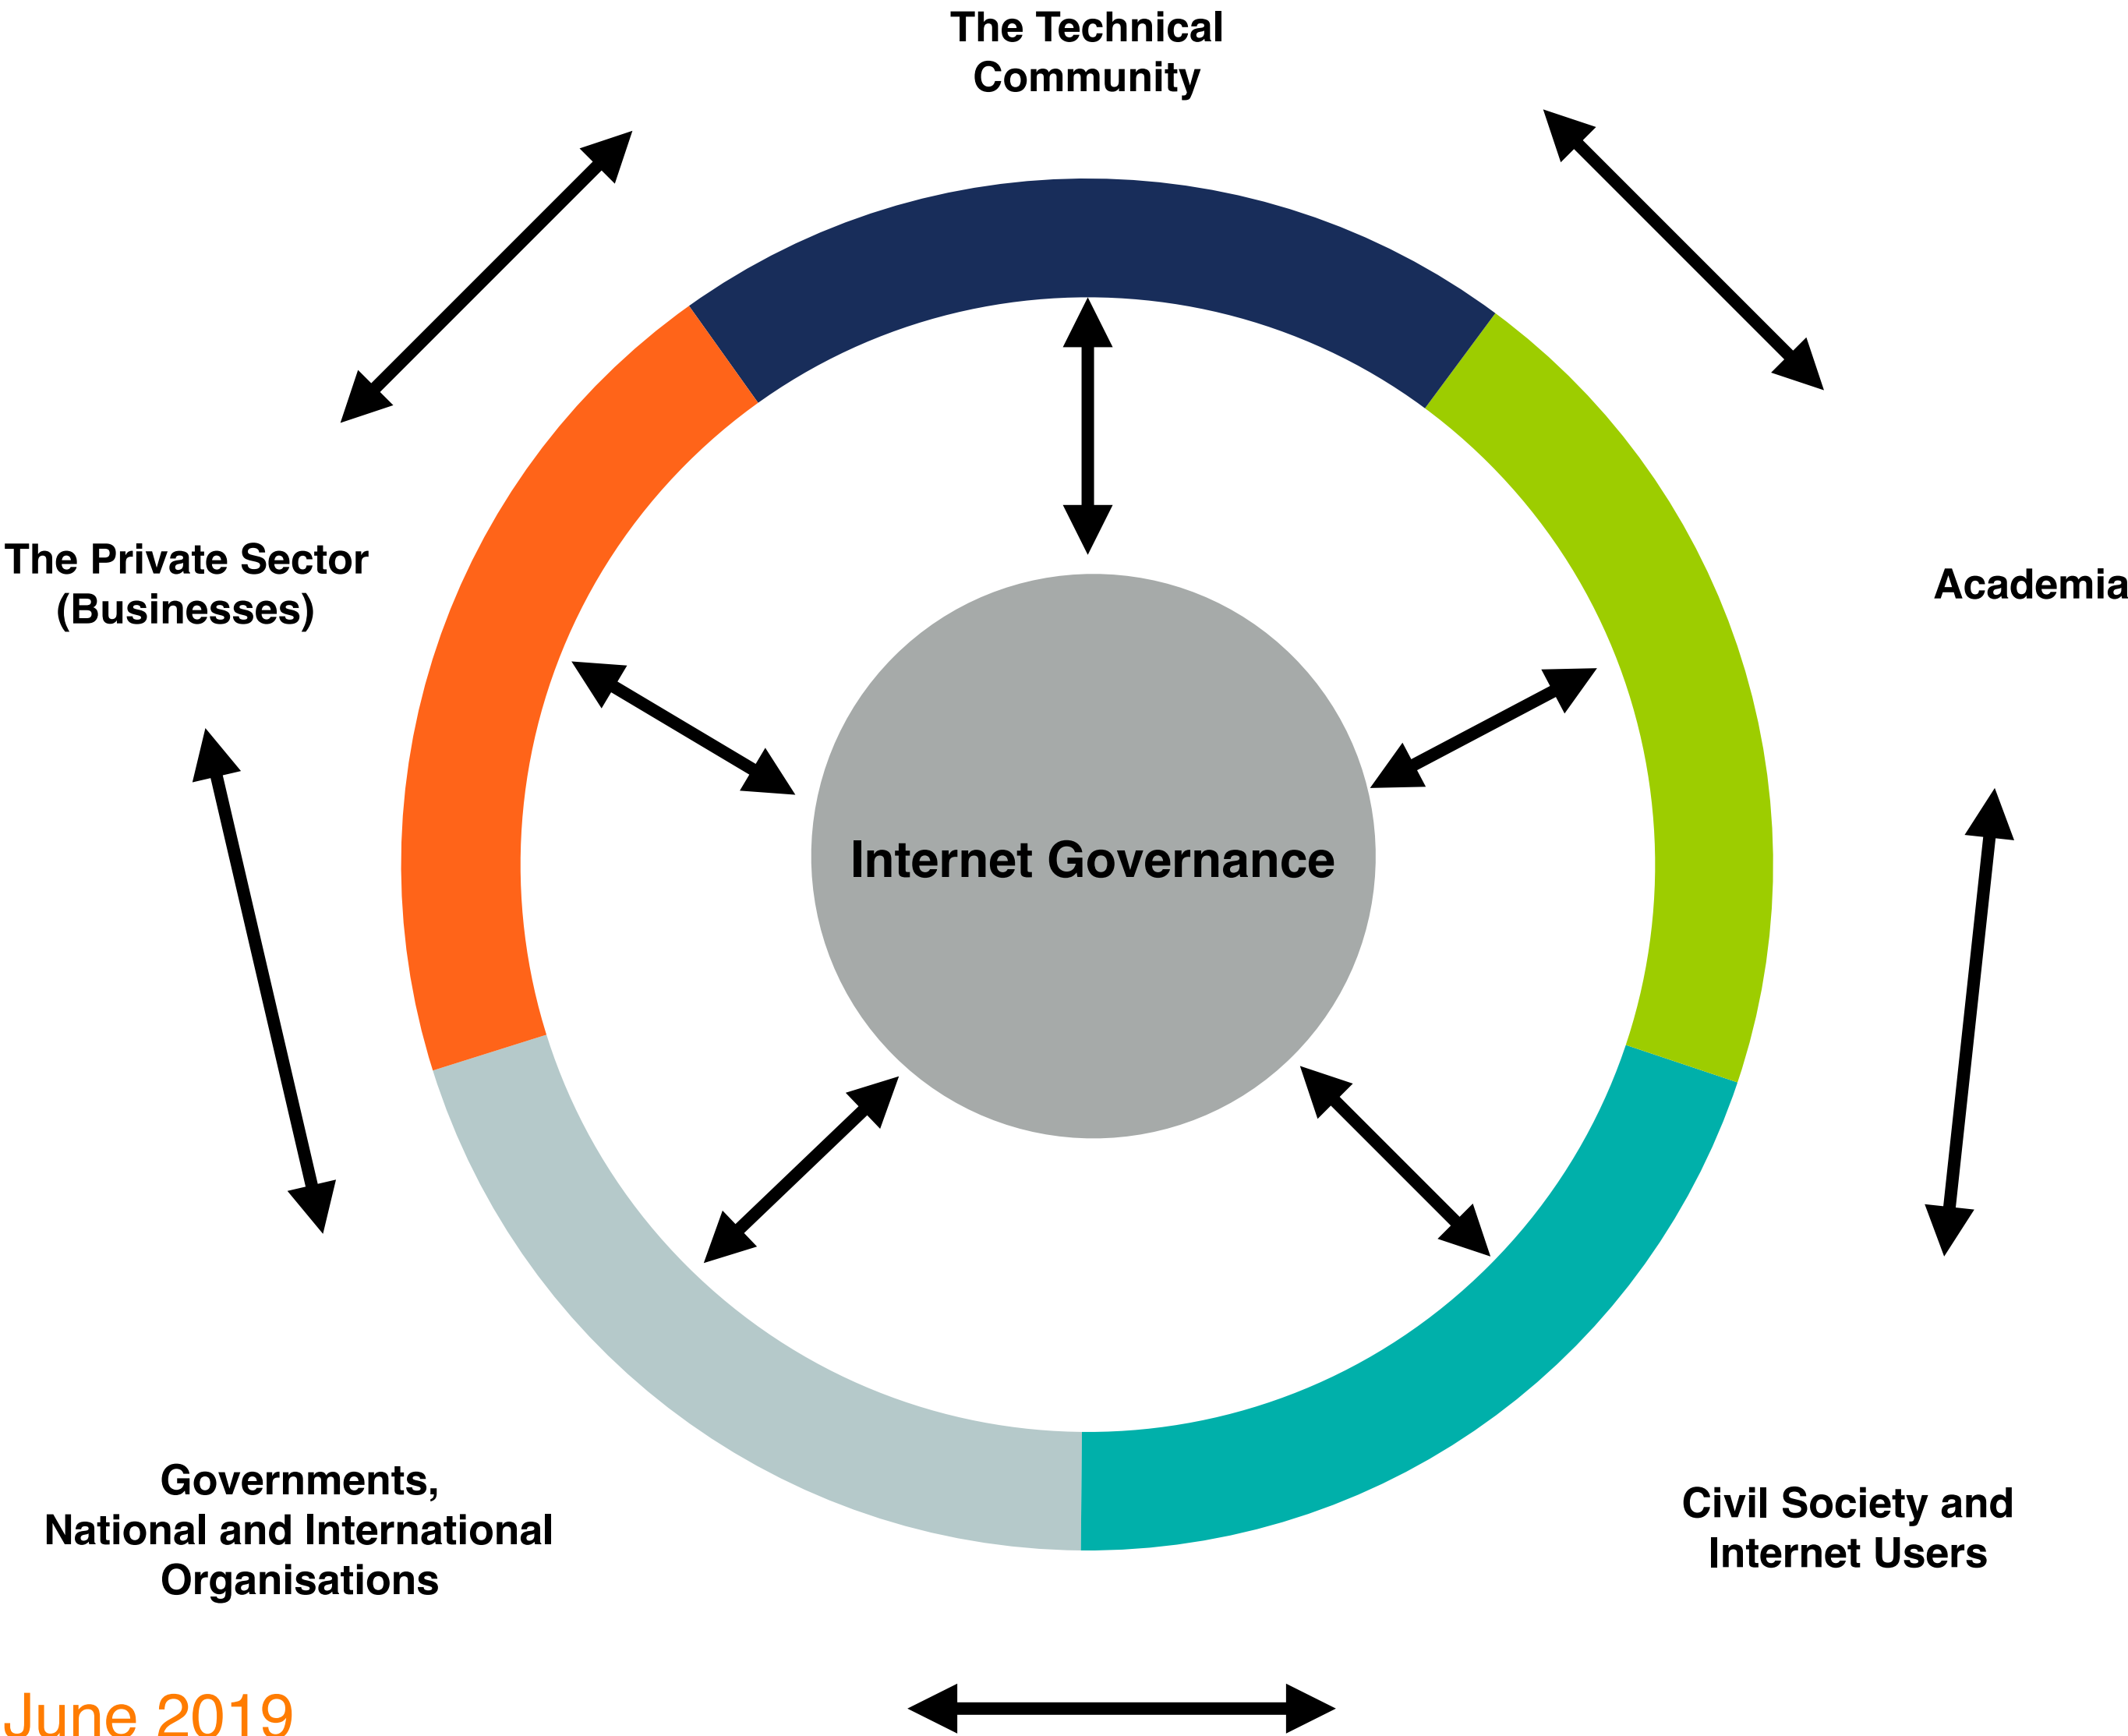 The Technical
Community
The Private Sector
(Businesses)
Academia
Internet Governance
Governments,
National and International
Organisations
Civil Society and
Internet Users
June 2019